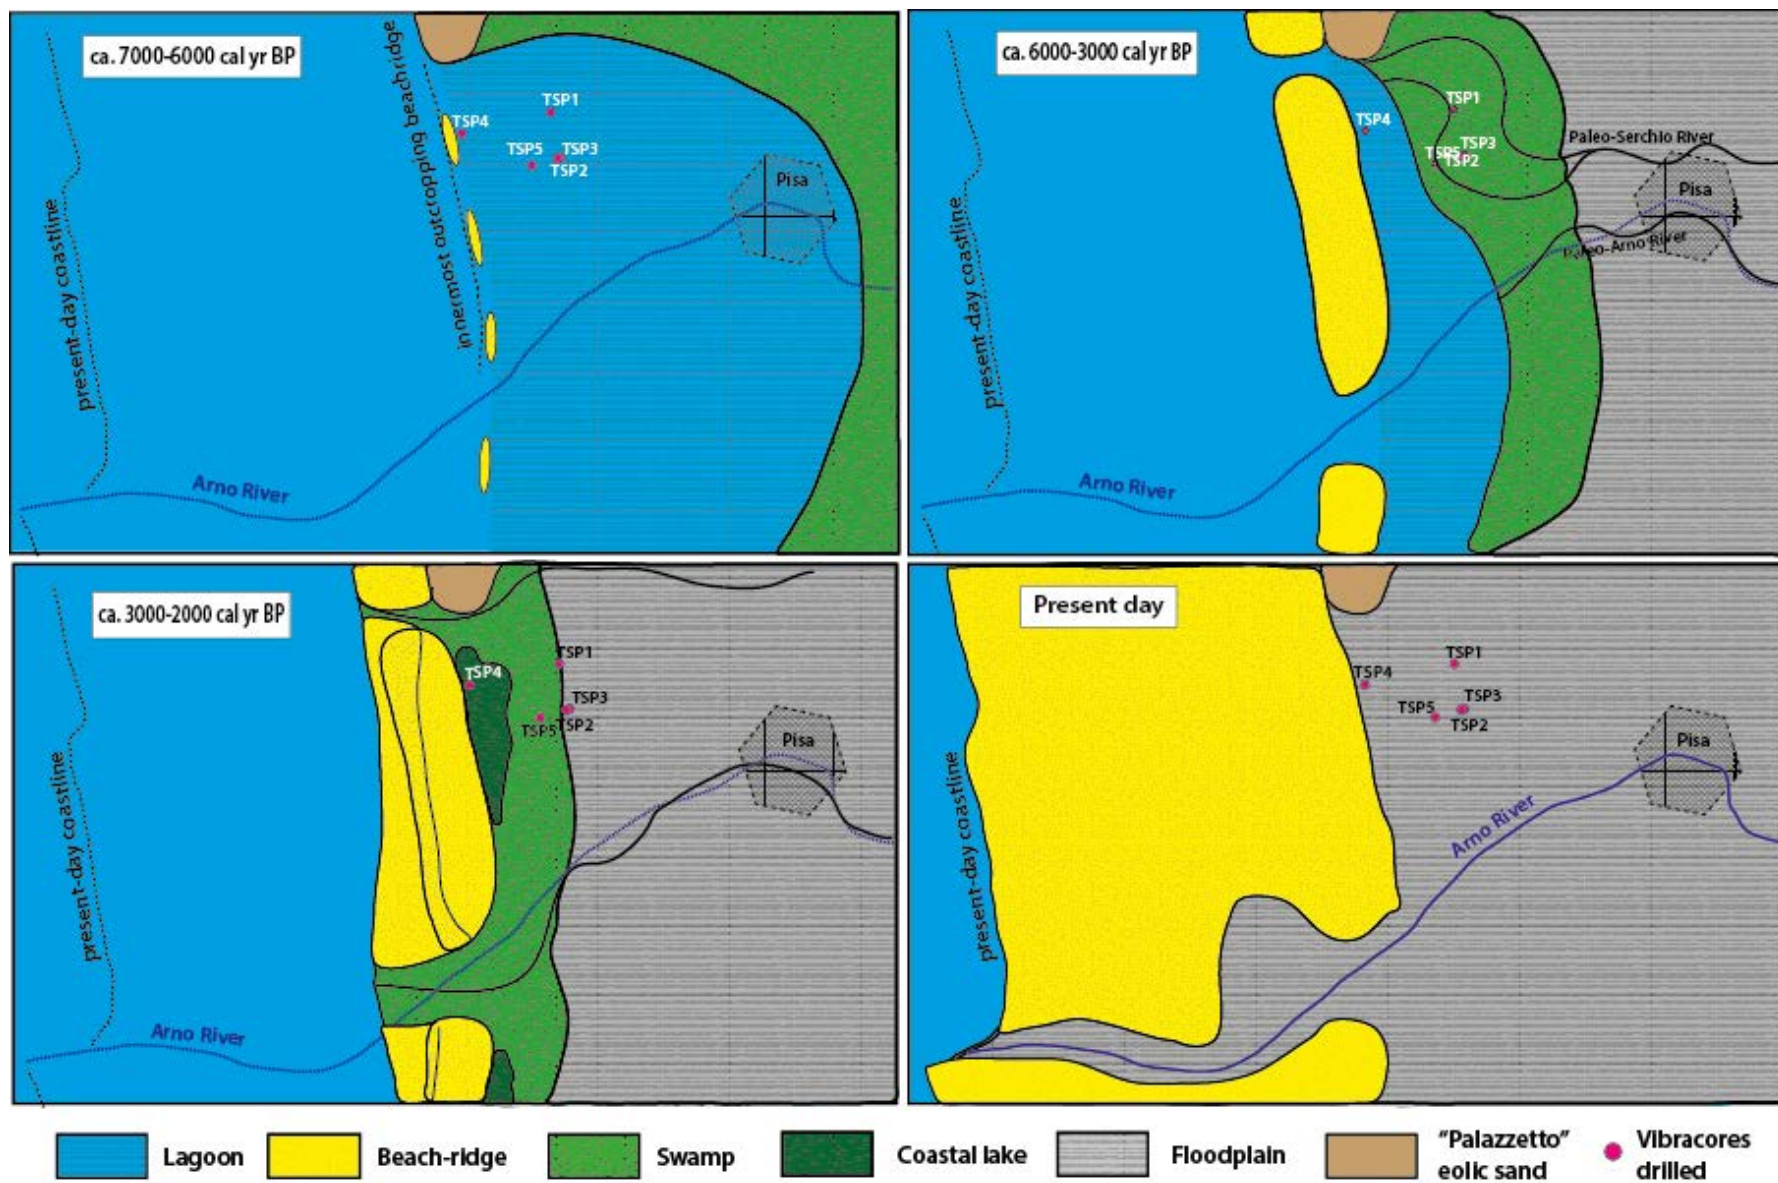 ca. 7000-6000 cal yr BP
present-day coastline
innermost outcropping beachridge
TSP1
TSP4
TSP5
TSP3
TSP2
Pisa
Arno River
ca. 6000-3000 cal yr BP
present-day coastline
TSP1
TSP4
TSP3
TSP5
TSP2
Paleo-Serchio River
Pisa
Paleo-Arno River
Arno River
ca. 3000-2000 cal yr BP
present-day coastline
TSP1
TSP4
TSP3
TSP5
TSP2
Pisa
Arno River
Present day
present-day coastline
TSP1
TSP4
TSP3
TSP5
TSP2
Pisa
Arno River
Lagoon
Beach-ridge
Swamp
Coastal lake
Floodplain
"Palazzetto"
eolic sand
Vibracores
drilled